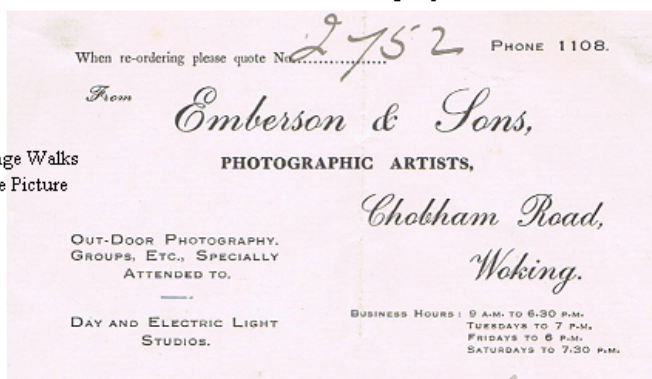 When re-ordering please quote No. 2752
PHONE 1108.
From
Emberson & Sons,
PHOTOGRAPHIC ARTISTS,
Chobham Road,
Woking.
OUT-DOOR PHOTOGRAPHY.
GROUPS, ETC., SPECIALLY
ATTENDED TO.
DAY AND ELECTRIC LIGHT
STUDIOS.
BUSINESS HOURS: 9 A.M. TO 6.30 P.M.
TUESDAYS TO 7 P.M.
FRIDAYS TO 6 P.M.
SATURDAYS TO 7.30 P.M.
Walks
Picture